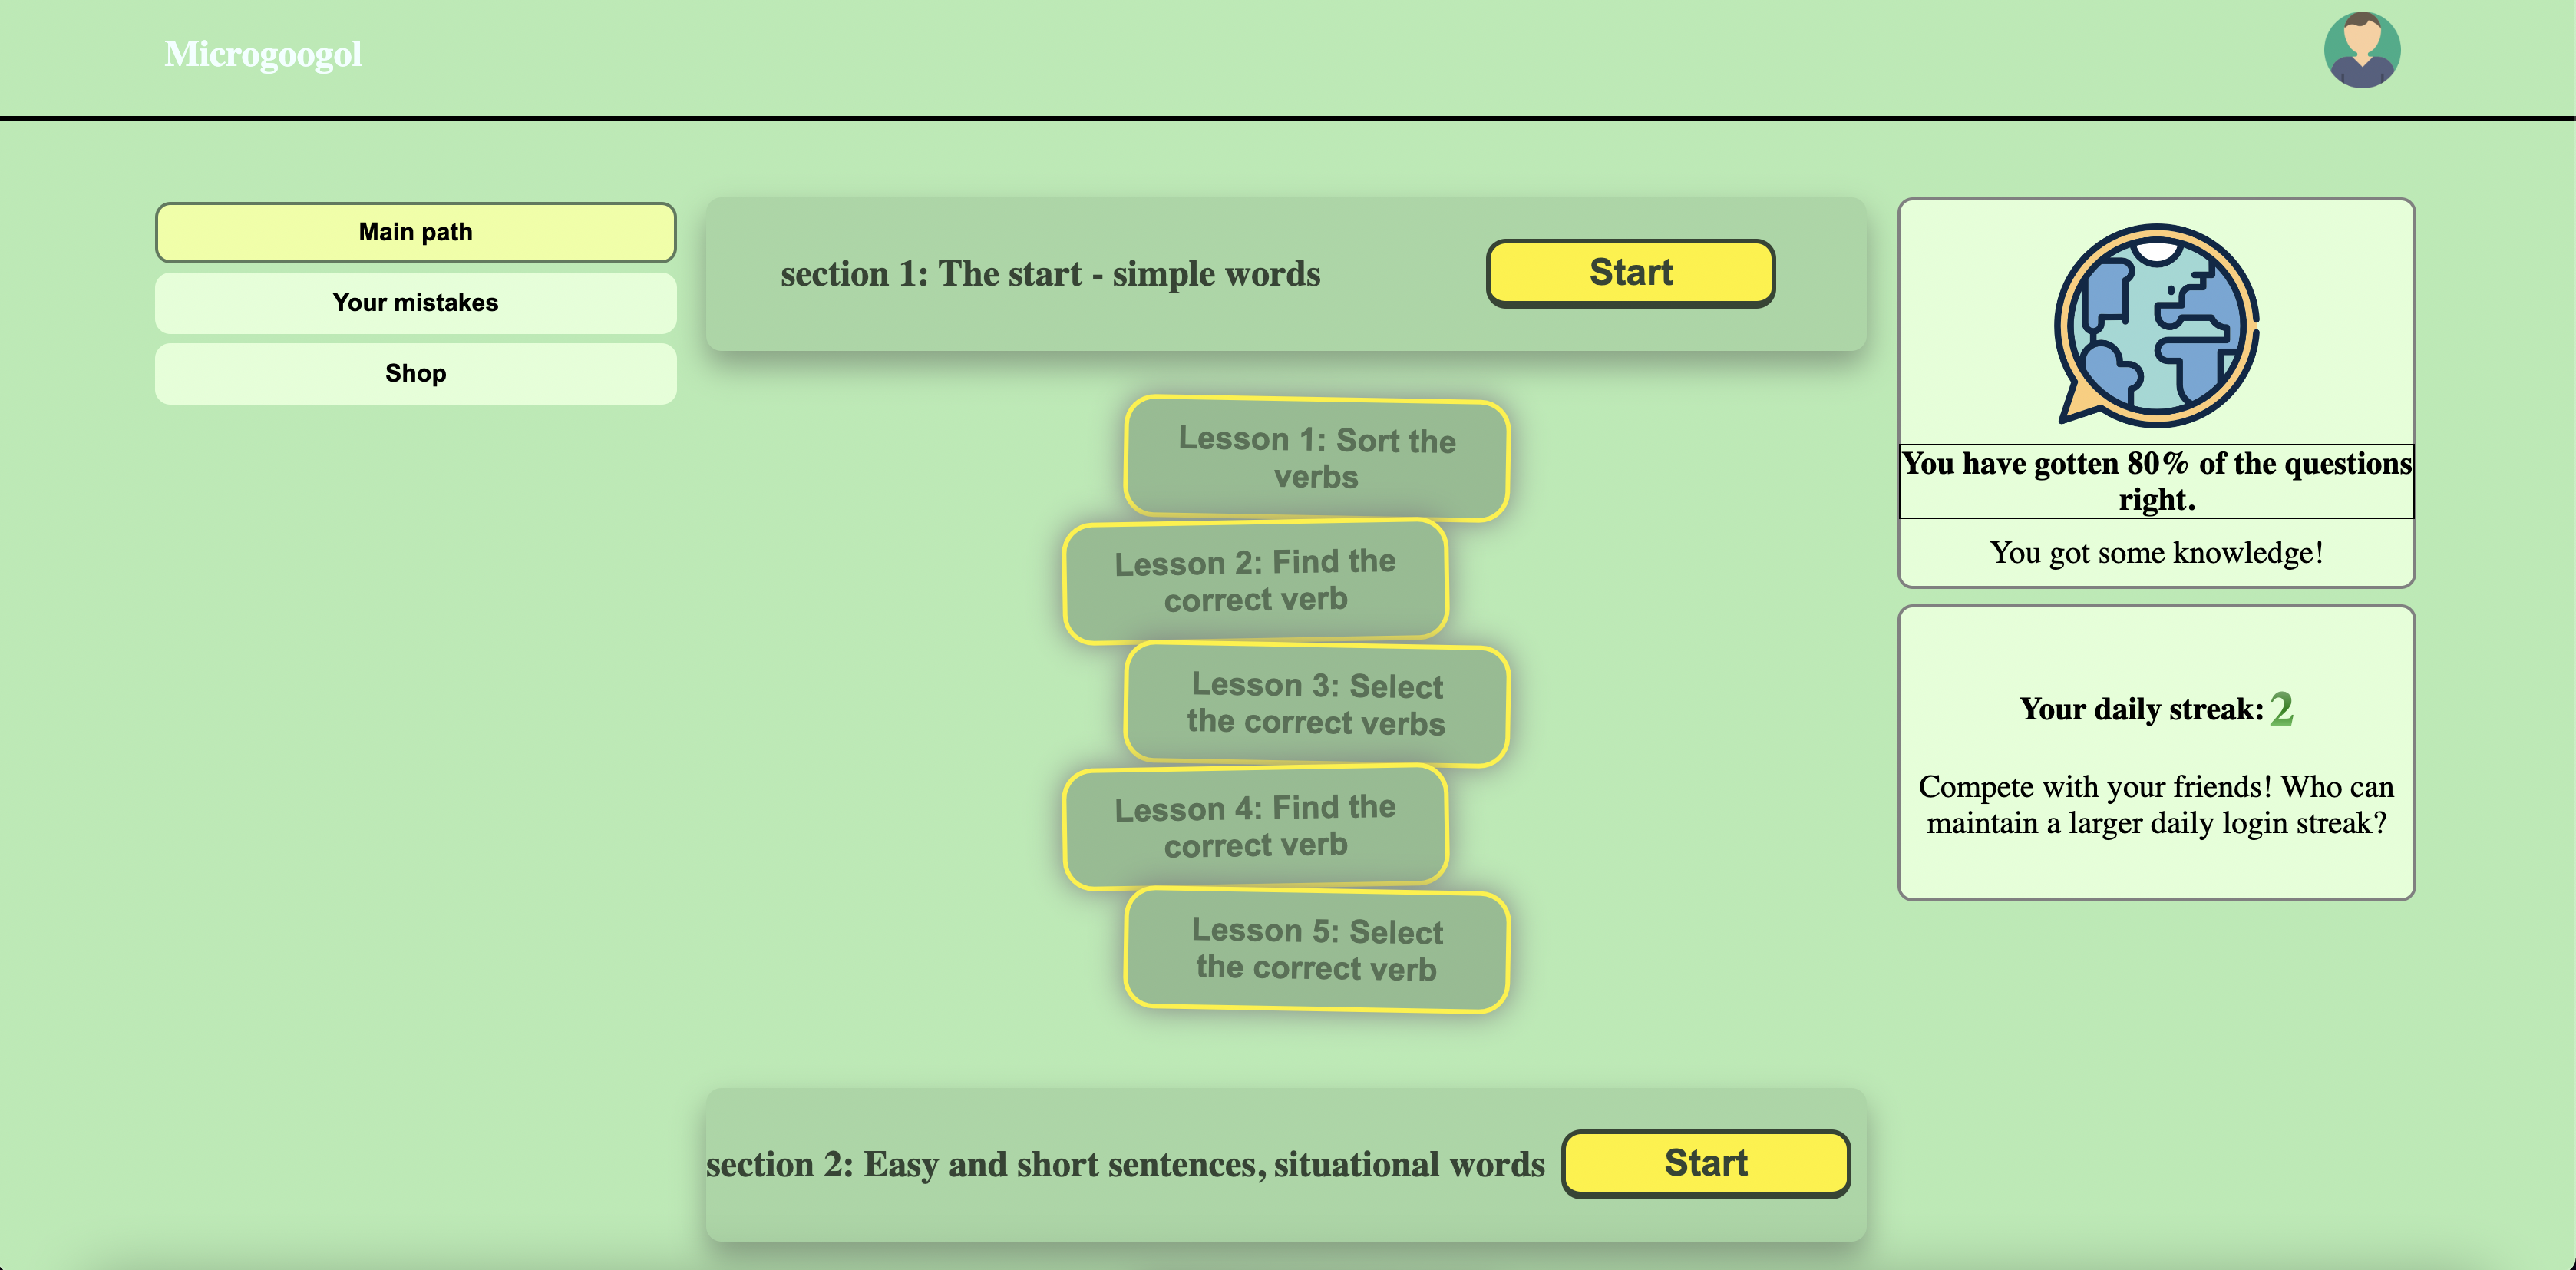 Microgoogol
Main path
Your mistakes
Shop
section 1: The start - simple words
Start
Lesson 1: Sort the
verbs
Lesson 2: Find the
correct verb
Lesson 3: Select
the correct verbs
Lesson 4: Find the
correct verb
Lesson 5: Select
the correct verb
section 2: Easy and short sentences, situational words
Start
You have gotten 80% of the questions
right.
You got some knowledge!
Your daily streak: 2
Compete with your friends! Who can
maintain a larger daily login streak?